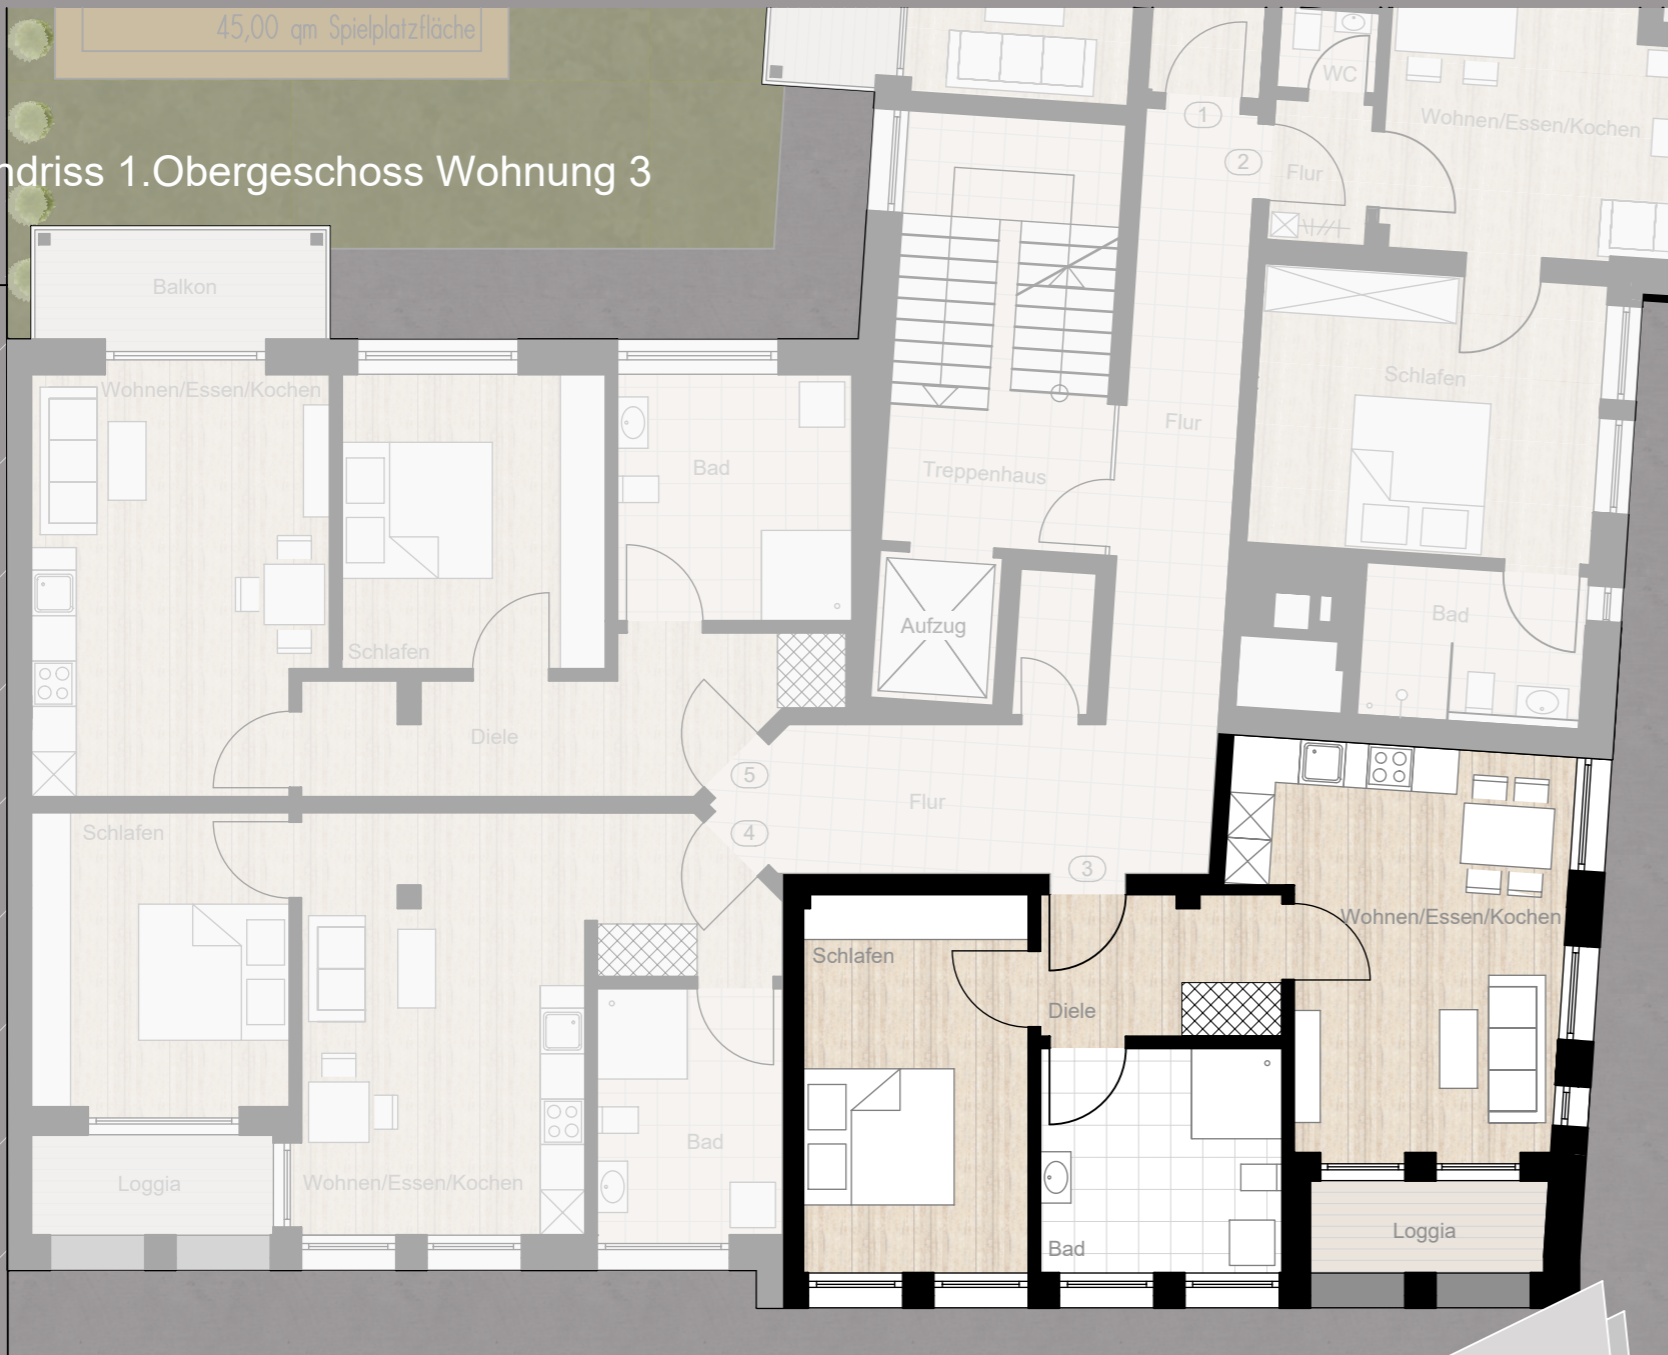 45,00 qm Spielplatzfläche
ndriss 1.Obergeschoss Wohnung 3
WC
Wohnen/Essen/Kochen
1
2
Flur
Balkon
Wohnen/Essen/Kochen
Schlafen
Flur
Bad
Treppenhaus
Aufzug
Bad
Schlafen
Diele
5
Flur
4
Schlafen
3
Wohnen/Essen/Kochen
Schlafen
Diele
Bad
Loggia
Wohnen/Essen/Kochen
Loggia
Bad